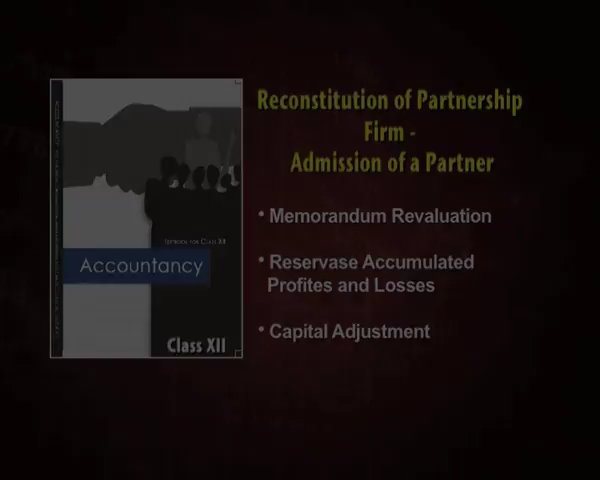 Reconstitution of Partnership
Firm -
Admission of a Partner
• Memorandum Revaluation
• Reservase Accumulated
Profites and Losses
• Capital Adjustment
TEXTBOOK FOR CLASS XII
Accountancy
Class XII